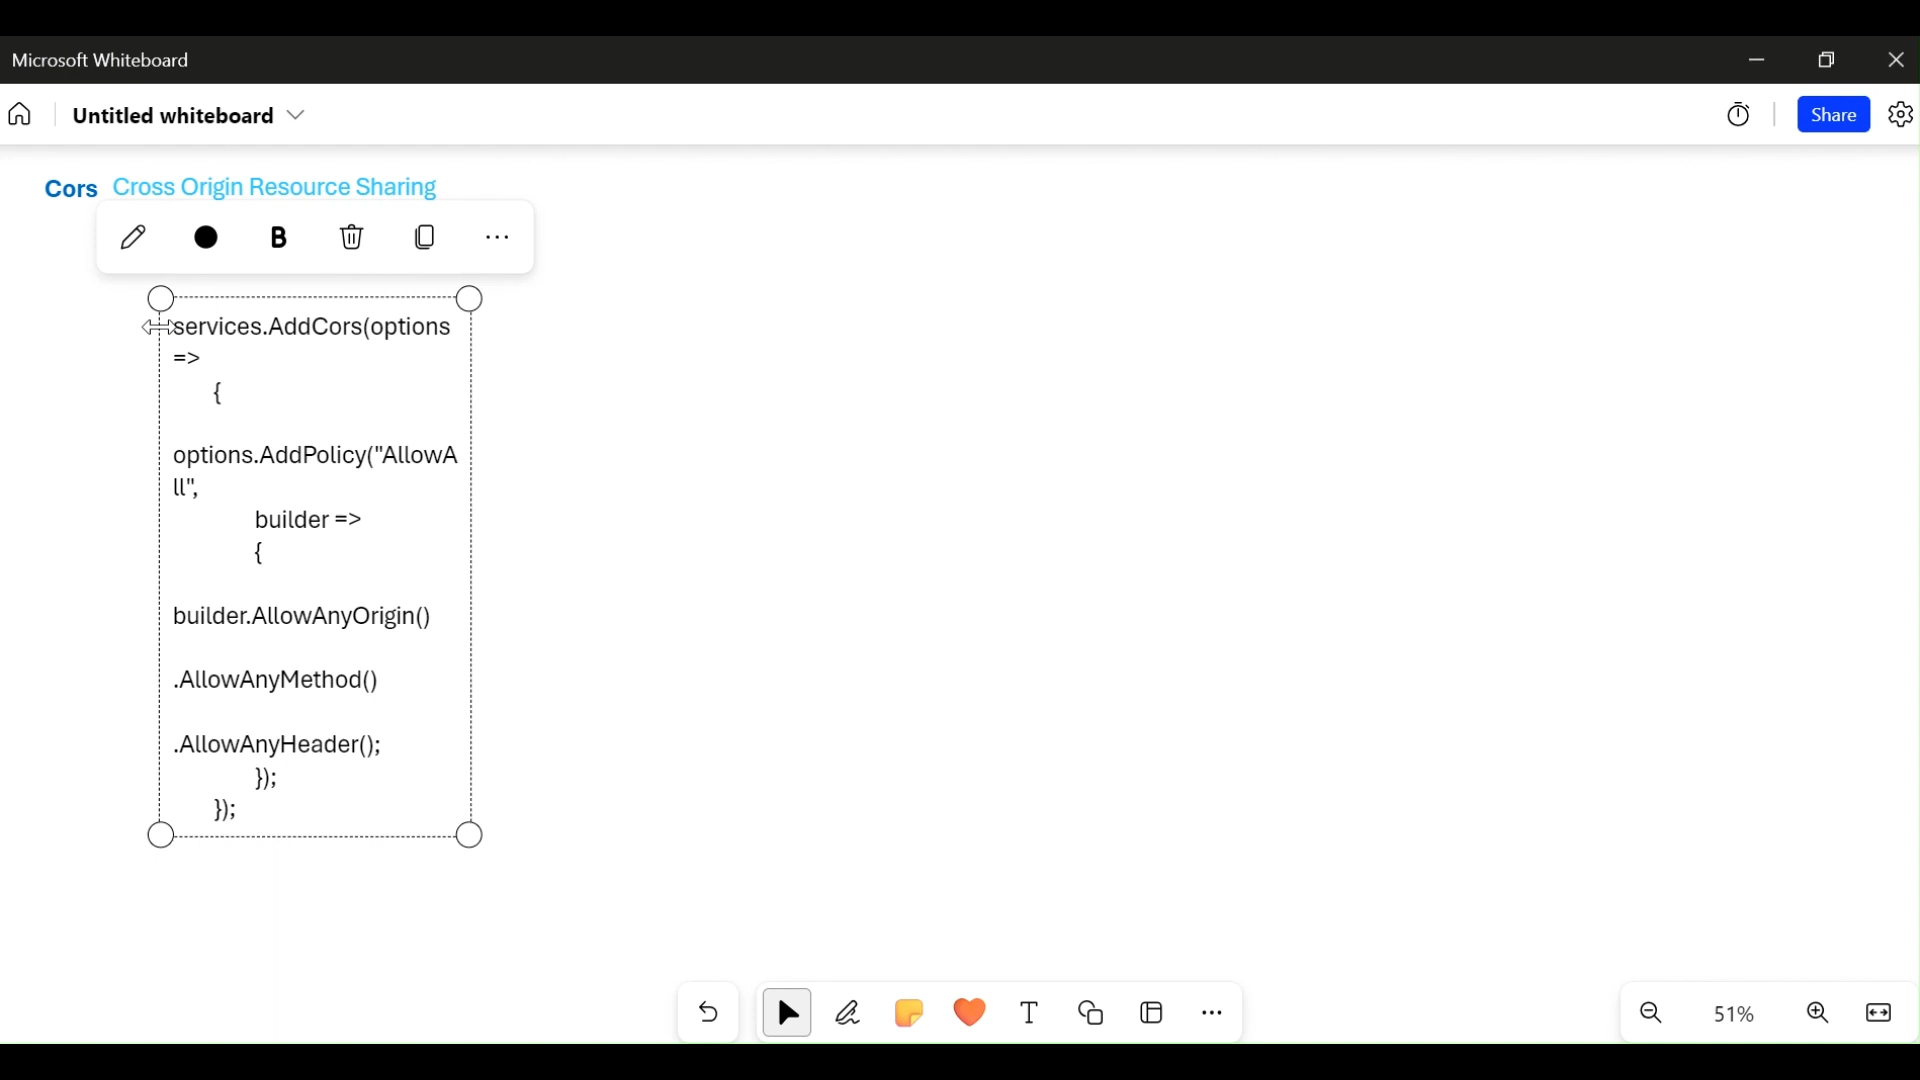 Microsoft Whiteboard
Untitled whiteboard
Share
Cors Cross Origin Resource Sharing
B
services.AddCors(options
=>
{
options.AddPolicy("AllowA
ll",
builder =>
{
builder.AllowAnyOrigin()
.AllowAnyMethod()
.AllowAnyHeader();
});
});
T
51%